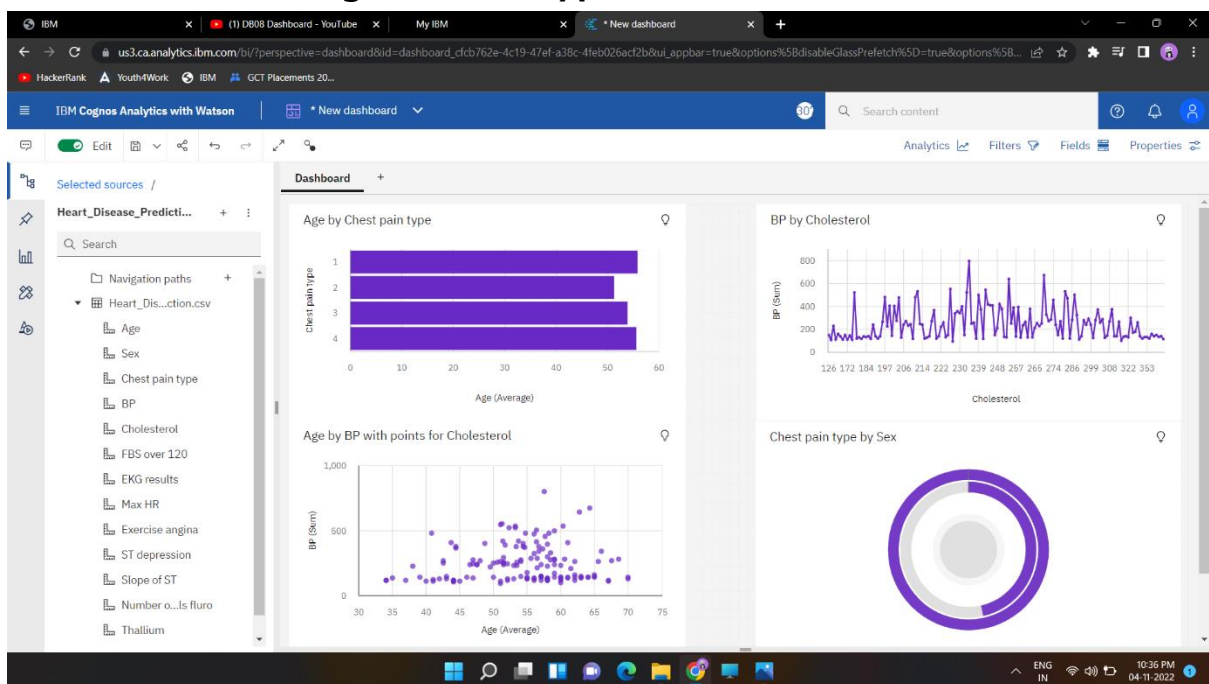 IBM
(1) DB08 Dashboard - YouTube
My IBM
* New dashboard
us3.ca.analytics.ibm.com/bi/?perspective=dashboard&id=dashboard_cfcb762e-4c19-47ef-a38c-4feb026acf2b&ui_appbar=true&options%5BdisableGlassPrefetch%5D=true&options%5B...
HackerRank Youth4Work IBM GCT Placements 20...
IBM Cognos Analytics with Watson
* New dashboard
30
Search content
Edit
Analytics Filters Fields Properties
Selected sources /
Heart_Disease_Predicti...
Search
Navigation paths
Heart_Dis...ction.csv
Age
Sex
Chest pain type
BP
Cholesterol
FBS over 120
EKG results
Max HR
Exercise angina
ST depression
Slope of ST
Number o...ls fluro
Thallium
Dashboard
Age by Chest pain type
Chest pain type
1
2
3
4
0 10 20 30 40 50 60
Age (Average)
BP by Cholesterol
BP (Sum)
800
600
400
200
0
126 172 184 197 206 214 222 230 239 248 257 265 274 286 299 308 322 353
Cholesterol
Age by BP with points for Cholesterol
BP (Sum)
1,000
500
0
30 35 40 45 50 55 60 65 70 75
Age (Average)
Chest pain type by Sex
ENG
IN
10:36 PM
04-11-2022
1